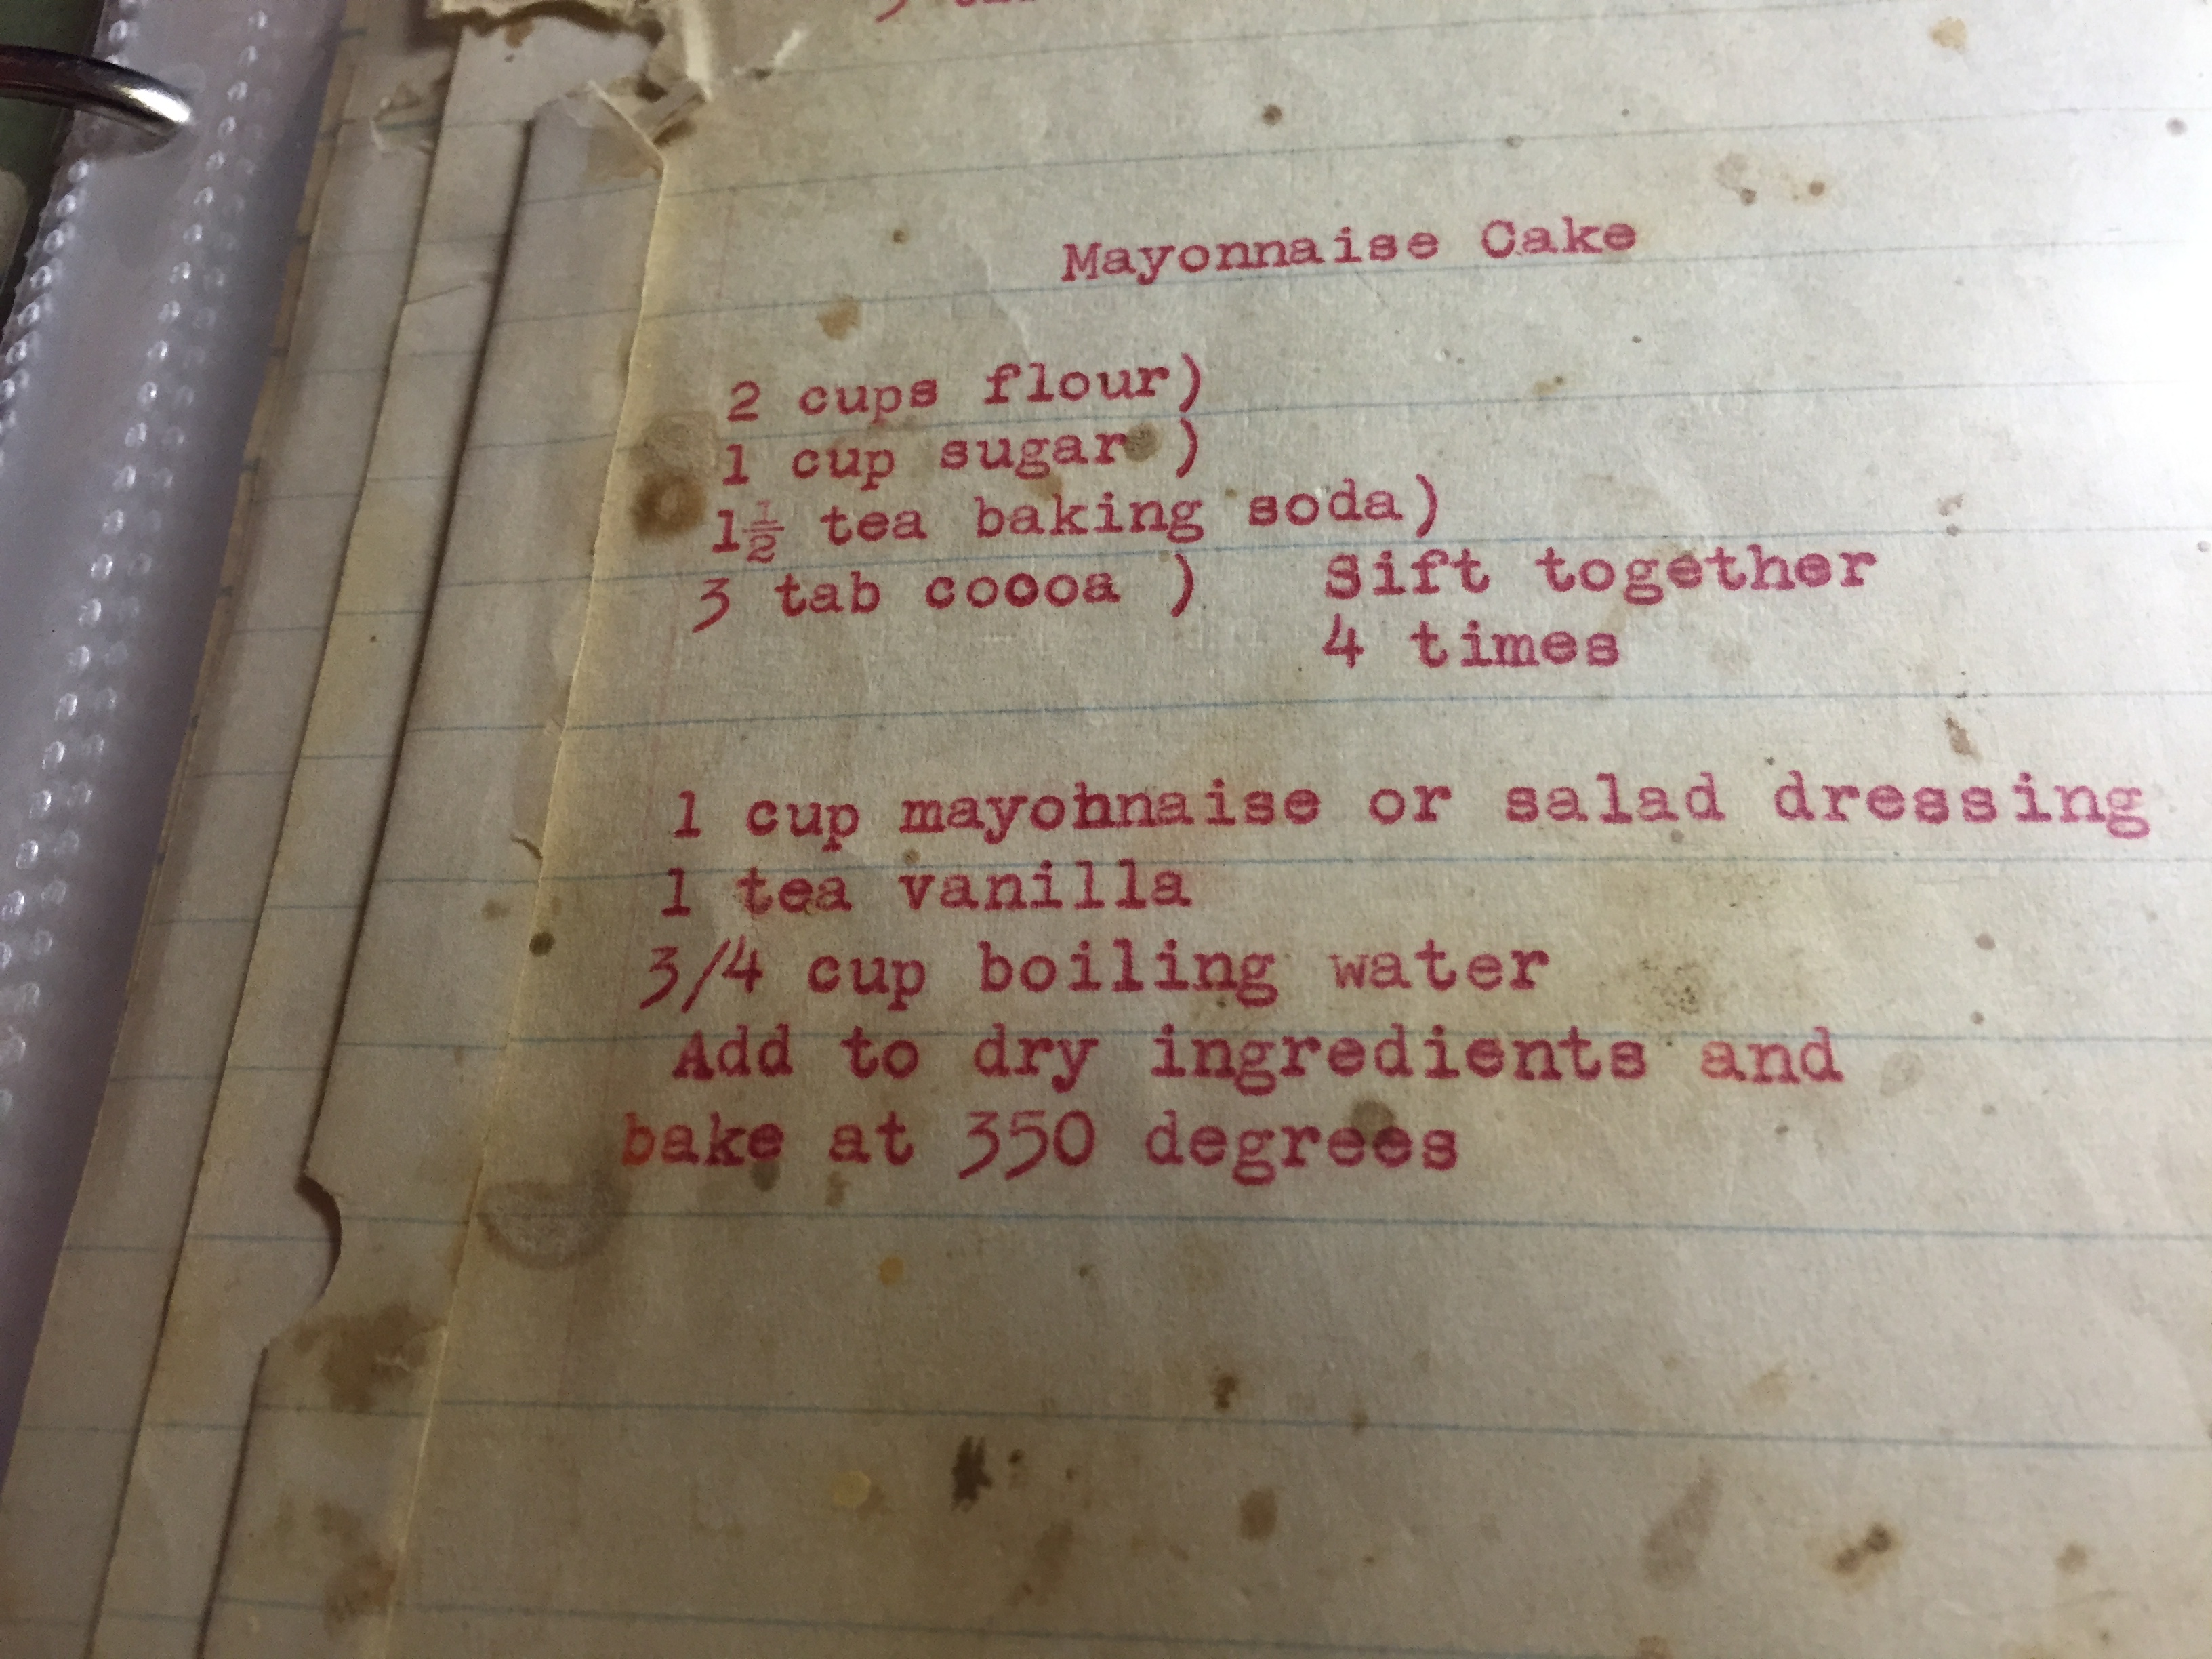 Mayonnaise Cake
2 cups flour)
1 cup sugar )
1½ tea baking soda)
3 tab coooa ) Sift together
4 times
1 cup mayohnaise or salad dressing
1 tea vanilla
3/4 cup boiling water
Add to dry ingredients and
bake at 350 degrees